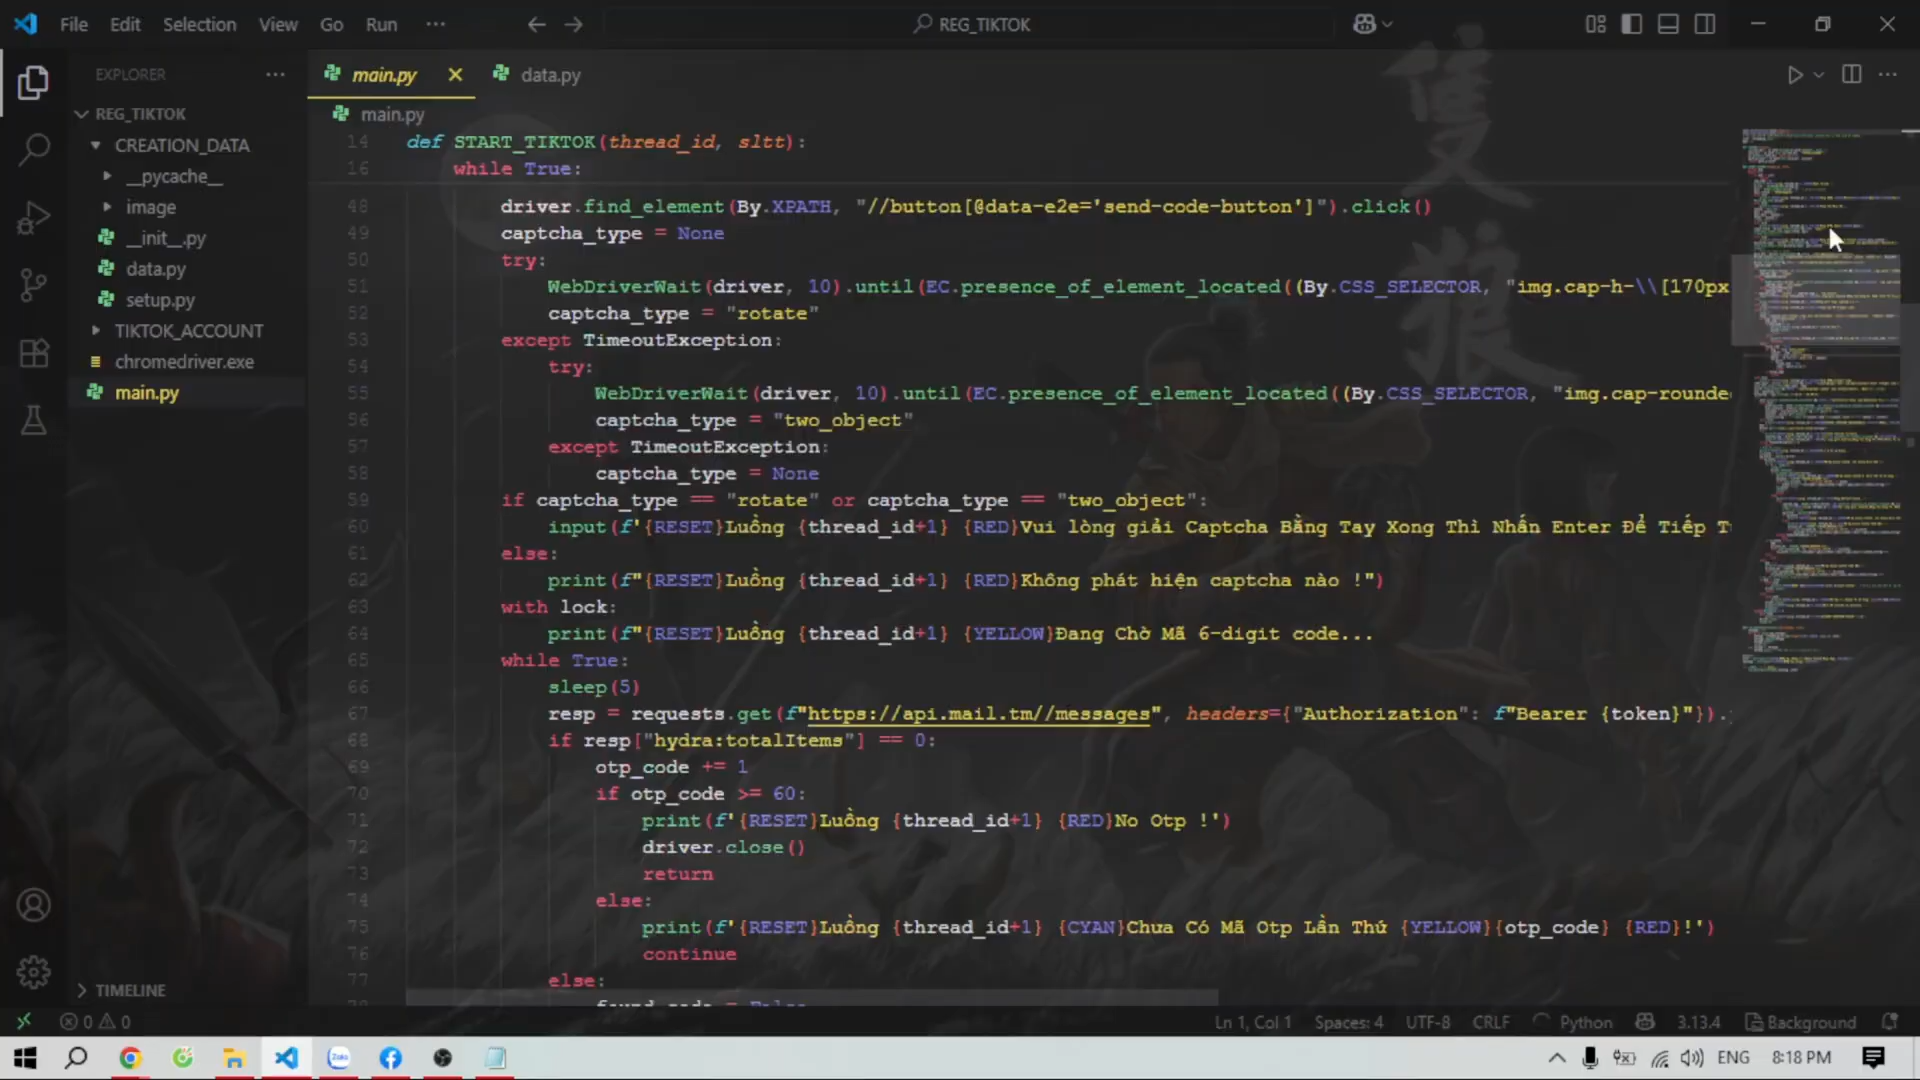 File Edit Selection View Go Run ··· REG_TIKTOK
EXPLORER ···
REG_TIKTOK
CREATION_DATA
__pycache__
image
__init__.py
data.py
setup.py
TIKTOK_ACCOUNT
chromedriver.exe
main.py
TIMELINE
main.py data.py
main.py
14 def START_TIKTOK(thread_id, sltt):
16 while True:
48 driver.find_element(By.XPATH, "//button[@data-e2e='send-code-button']").click()
49 captcha_type = None
50 try:
51 WebDriverWait(driver, 10).until(EC.presence_of_element_located((By.CSS_SELECTOR, "img.cap-h-\\[170px
52 captcha_type = "rotate"
53 except TimeoutException:
54 try:
55 WebDriverWait(driver, 10).until(EC.presence_of_element_located((By.CSS_SELECTOR, "img.cap-rounde
56 captcha_type = "two_object"
57 except TimeoutException:
58 captcha_type = None
59 if captcha_type == "rotate" or captcha_type == "two_object":
60 input(f'{RESET}Luồng {thread_id+1} {RED}Vui lòng giải Captcha Bằng Tay Xong Thì Nhấn Enter Để Tiếp
61 else:
62 print(f"{RESET}Luồng {thread_id+1} {RED}Không phát hiện captcha nào !")
63 with lock:
64 print(f"{RESET}Luồng {thread_id+1} {YELLOW}Đang Chờ Mã 6-digit code...
65 while True:
66 sleep(5)
67 resp = requests.get(f"https://api.mail.tm//messages", headers={"Authorization": f"Bearer {token}"}).
68 if resp["hydra:totalItems"] == 0:
69 otp_code += 1
70 if otp_code >= 60:
71 print(f'{RESET}Luồng {thread_id+1} {RED}No Otp !')
72 driver.close()
73 return
74 else:
75 print(f'{RESET}Luồng {thread_id+1} {CYAN}Chưa Có Mã Otp Lần Thứ {YELLOW}{otp_code} {RED}!')
76 continue
77 else:
隻
狼
0 0 Ln 1, Col 1 Spaces: 4 UTF-8 CRLF Python 3.13.4 Background
Zalo ENG 8:18 PM